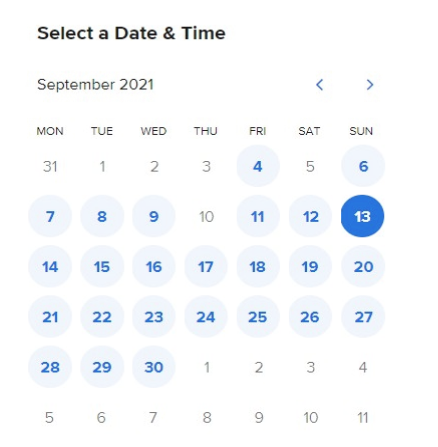 Select a Date & Time
September 2021
MON TUE WED THU FRI SAT SUN
31 1 2 3 4 5 6
7 8 9 10 11 12 13
14 15 16 17 18 19 20
21 22 23 24 25 26 27
28 29 30 1 2 3 4
5 6 7 8 9 10 11